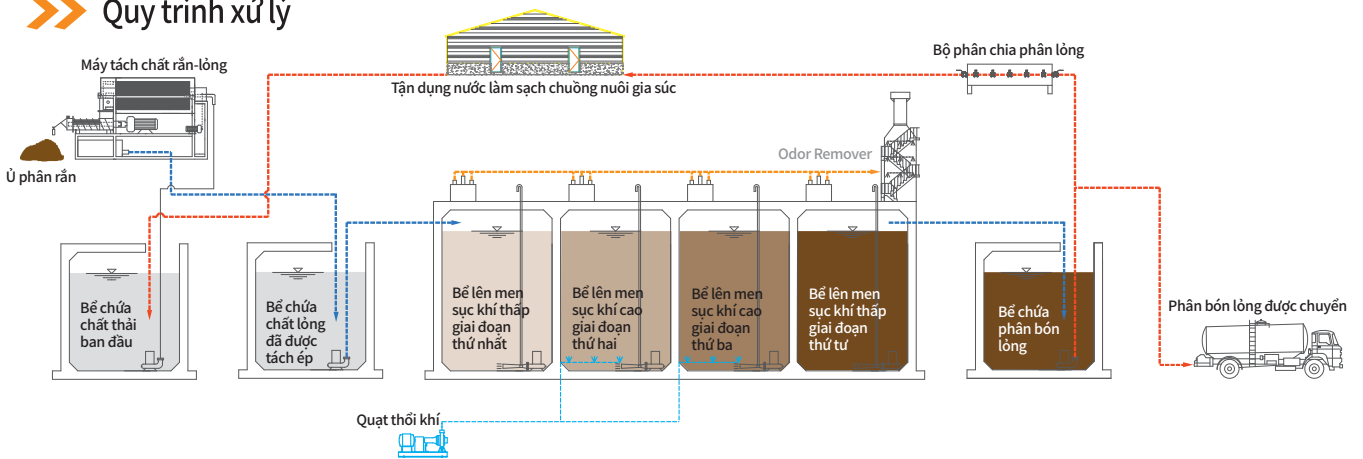 Quy trình xử lý
Máy tách chất rắn-lỏng
Ủ phân rắn
Tận dụng nước làm sạch chuồng nuôi gia súc
Bộ phân chia phân lỏng
Odor Remover
Bể chứa
chất thải
ban đầu
Bể chứa
chất lỏng
đã được
tách ép
Bể lên men
sục khí thấp
giai đoạn
thứ nhất
Bể lên men
sục khí cao
giai đoạn
thứ hai
Bể lên men
sục khí cao
giai đoạn
thứ ba
Bể lên men
sục khí thấp
giai đoạn
thứ tư
Bể chứa
phân bón
lỏng
Phân bón lỏng được chuyển
Quạt thổi khí